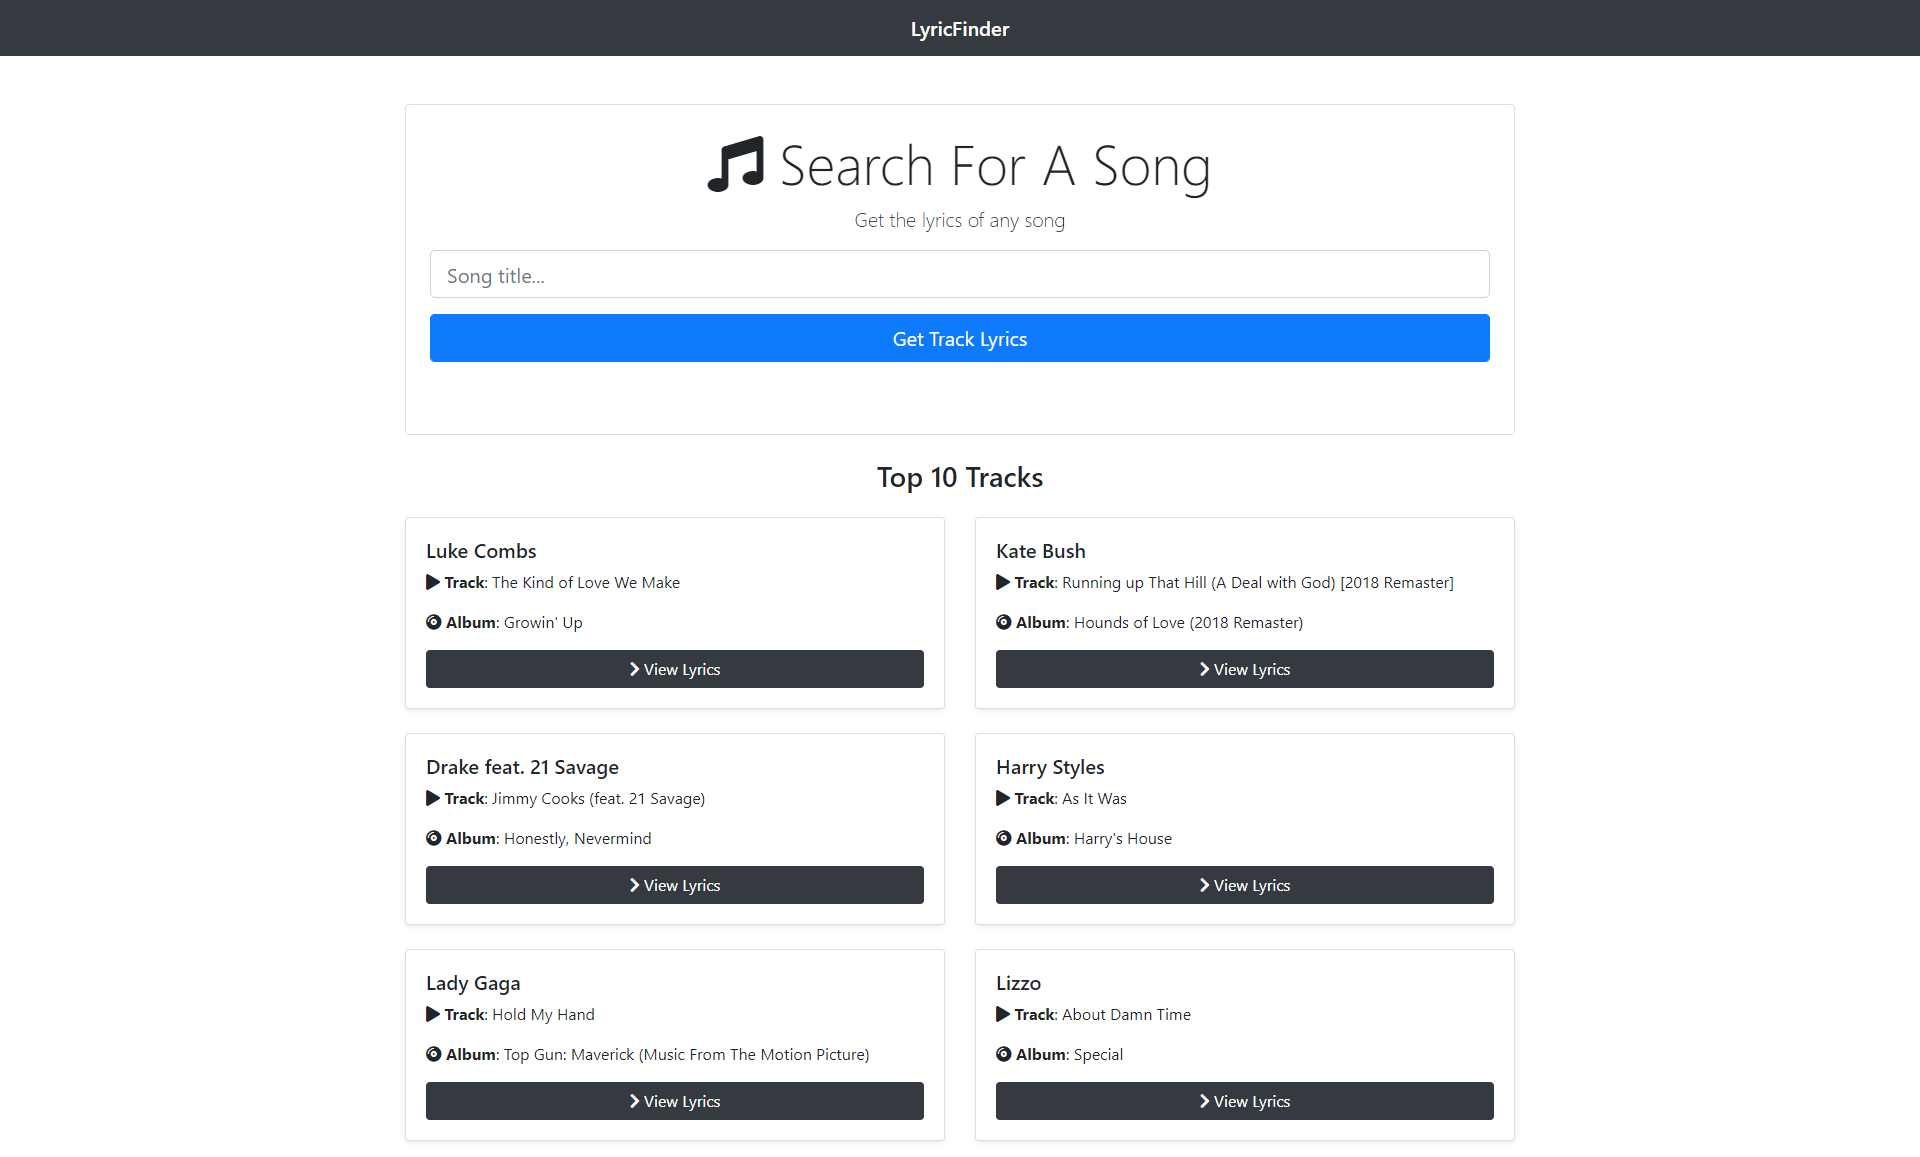 LyricFinder
Search For A Song
Get the lyrics of any song
Song title...
Get Track Lyrics
Top 10 Tracks
Luke Combs
Track: The Kind of Love We Make
Album: Growin' Up
View Lyrics
Kate Bush
Track: Running up That Hill (A Deal with God) [2018 Remaster]
Album: Hounds of Love (2018 Remaster)
View Lyrics
Drake feat. 21 Savage
Track: Jimmy Cooks (feat. 21 Savage)
Album: Honestly, Nevermind
View Lyrics
Harry Styles
Track: As It Was
Album: Harry's House
View Lyrics
Lady Gaga
Track: Hold My Hand
Album: Top Gun: Maverick (Music From The Motion Picture)
View Lyrics
Lizzo
Track: About Damn Time
Album: Special
View Lyrics